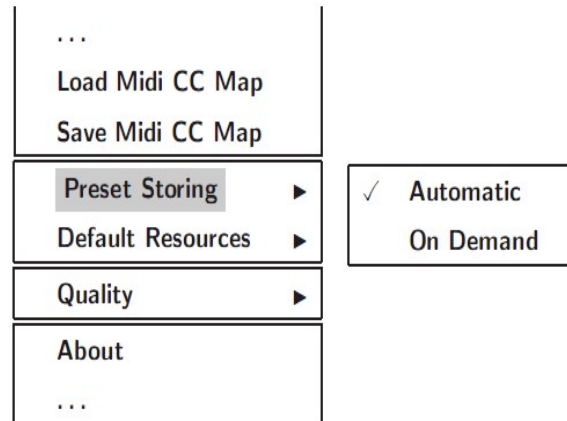 ...
Load Midi CC Map
Save Midi CC Map
Preset Storing ▶
Default Resources ▶
Quality ▶
About
...
✓ Automatic
On Demand